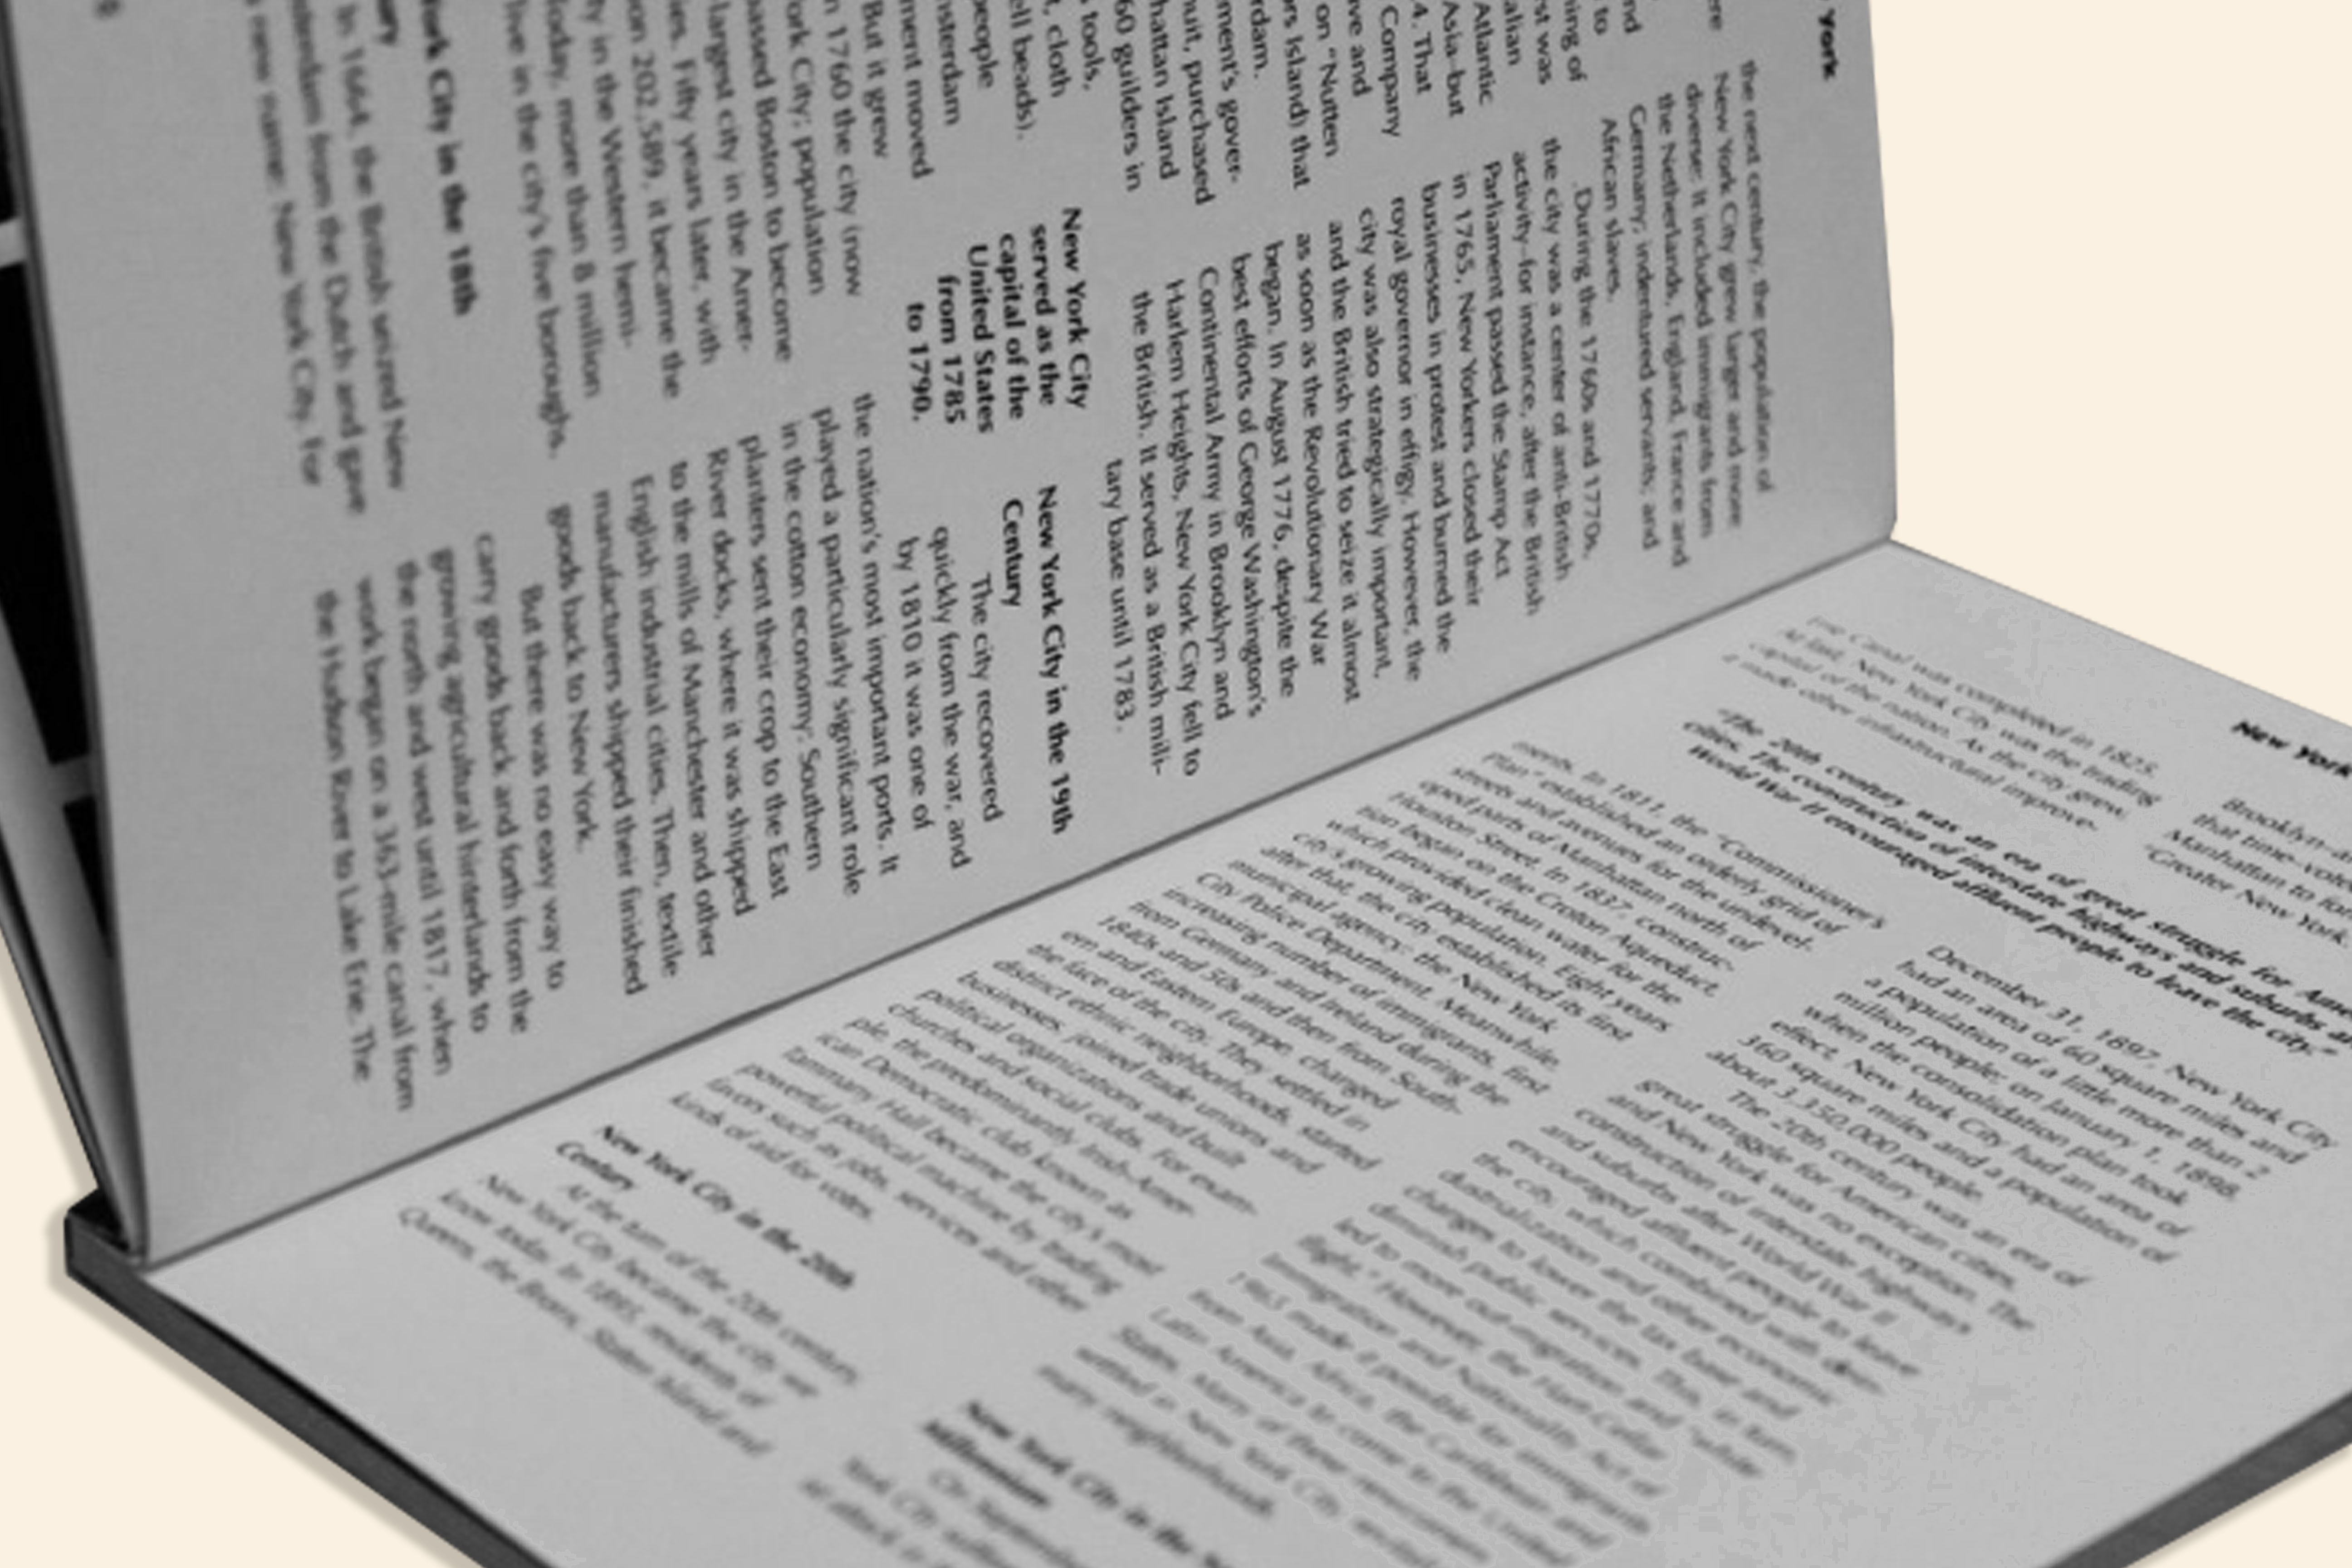 York
ere
nd
to
ning of
alian
st was
Atlantic
Asia–but
4. That
Company
ve and
on "Nutten
rs Island) that
rdam.
ment's gover-
nuit, purchased
hattan Island
60 guilders in
tools,
, cloth
ell beads).
people
nsterdam
ment moved
But it grew
n 1760 the city (now
ork City; population
passed Boston to become
largest city in the Amer-
ies. Fifty years later, with
on 202,589, it became the
ty in the Western hemi-
Today, more than 8 million
live in the city's five boroughs.
York City in the 18th
ury
In 1664, the British seized New
nsterdam from the Dutch and gave
a new name: New York City. For
the next century, the population of
New York City grew larger and more
diverse: It included immigrants from
the Netherlands, England, France and
Germany; indentured servants; and
African slaves.
During the 1760s and 1770s,
the city was a center of anti-British
activity–for instance, after the British
Parliament passed the Stamp Act
in 1765, New Yorkers closed their
businesses in protest and burned the
royal governor in effigy. However, the
city was also strategically important,
and the British tried to seize it almost
as soon as the Revolutionary War
began. In August 1776, despite the
best efforts of George Washington's
Continental Army in Brooklyn and
Harlem Heights, New York City fell to
the British. It served as a British mili-
tary base until 1783.
New York City
served as the
capital of the
United States
from 1785
to 1790.
New York City in the 19th
Century
The city recovered
quickly from the war, and
by 1810 it was one of
the nation's most important ports. It
played a particularly significant role
in the cotton economy: Southern
planters sent their crop to the East
River docks, where it was shipped
to the mills of Manchester and other
English industrial cities. Then, textile
manufacturers shipped their finished
goods back to New York.
But there was no easy way to
carry goods back and forth from the
growing agricultural hinterlands to
the north and west until 1817, when
work began on a 363-mile canal from
the Hudson River to Lake Erie. The
New York
Erie Canal was completed in 1825.
At last, New York City was the trading
capital of the nation. As the city grew,
it made other infrastructural improve-
"The 20th century was an era of great struggle for Am
cities. The construction of interstate highways and suburbs a
World War II encouraged affluent people to leave the city."
ments. In 1811, the "Commissioner's
Plan" established an orderly grid of
streets and avenues for the undevel-
oped parts of Manhattan north of
Houston Street. In 1837, construc-
tion began on the Croton Aqueduct,
which provided clean water for the
city's growing population. Eight years
after that, the city established its first
municipal agency: the New York
City Police Department. Meanwhile,
increasing number of immigrants, first
from Germany and Ireland during the
1840s and 50s and then from South-
ern and Eastern Europe, changed
the face of the city. They settled in
distinct ethnic neighborhoods, started
businesses, joined trade unions and
political organizations and built
churches and social clubs. For exam-
ple, the predominantly Irish-Amer-
ican Democratic club known as
Tammany Hall became the city's most
powerful political machine by trading
favors such as jobs, services and other
kinds of aid for votes.
New York City in the 20th
Century
At the turn of the 20th century,
New York City became the city we
know today. In 1895, residents of
Queens, the Bronx, Staten Island and
Brooklyn–
that time–vote
Manhattan to for
"Greater New York.
December 31, 1897, New York City
had an area of 60 square miles and
a population of a little more than 2
million people; on January 1, 1898,
when the consolidation plan took
effect, New York City had an area of
360 square miles and a population of
about 3,350,000 people.
The 20th century was an era of
great struggle for American cities,
and New York was no exception. The
construction of interstate highways
and suburbs after World War II
encouraged affluent people to leave
the city, which combined with dein-
dustrialization and other economic
changes to lower the tax base and
diminish public services. This, in turn,
led to more out-migration and "white
flight." However, the Hart-Cellar
Immigration and Nationality Act of
1965 made it possible for immigrants
from Asia, Africa, the Caribbean and
Latin America to come to the United
States. Many of these newcomers
settled in New York City,
many neighborhoods.
New York City in the
Millennium
On September
York City suffered